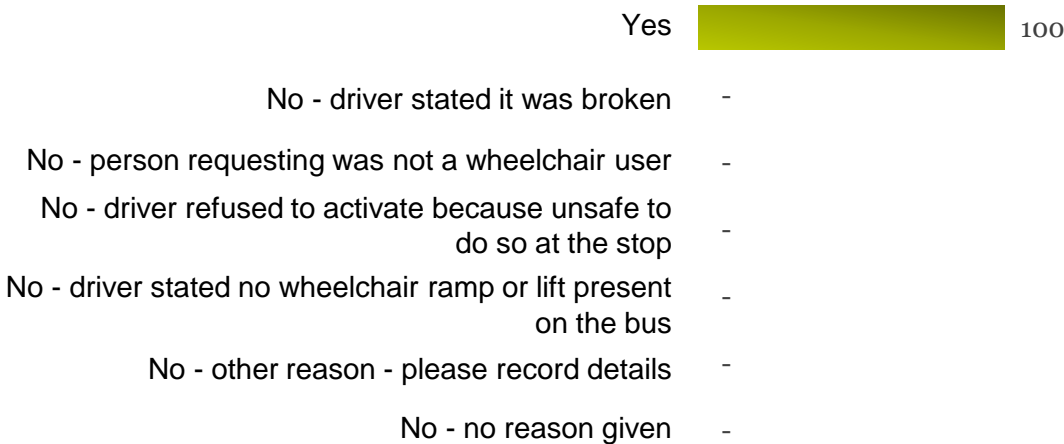 Yes 100
No - driver stated it was broken -
No - person requesting was not a wheelchair user -
No - driver refused to activate because unsafe to
do so at the stop -
No - driver stated no wheelchair ramp or lift present
on the bus -
No - other reason - please record details -
No - no reason given -